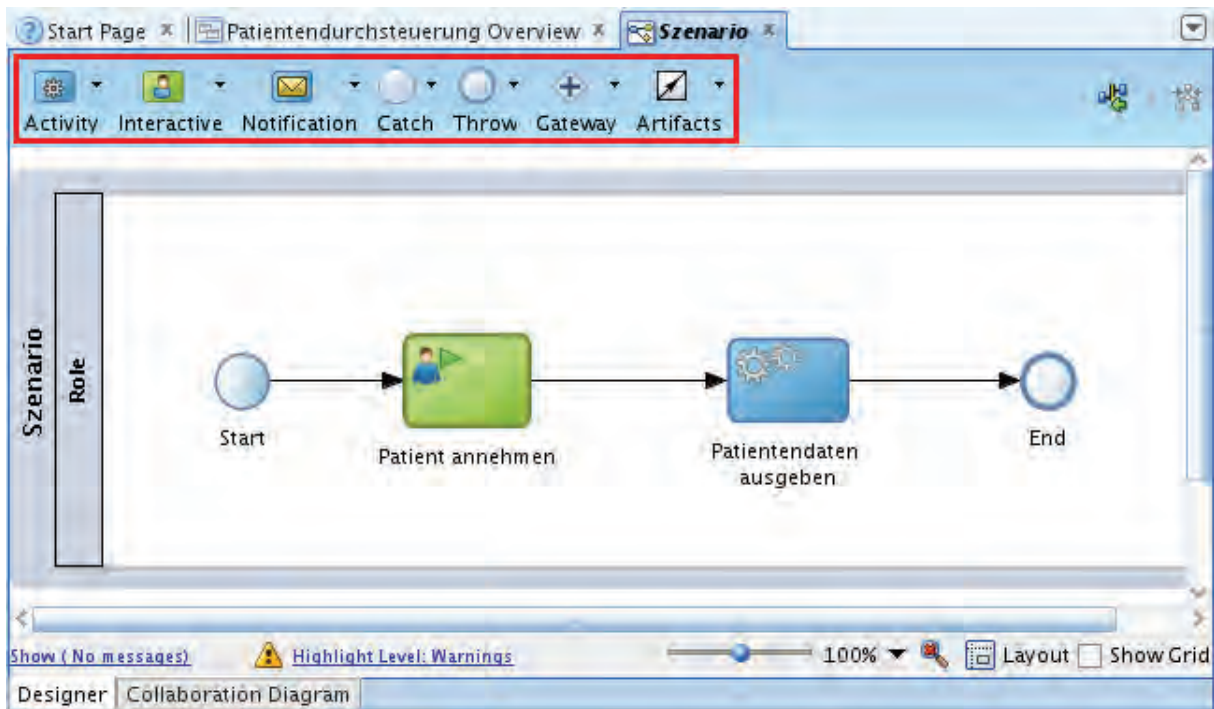 Start Page Patientendurchsteuerung Overview Szenario
Activity Interactive Notification Catch Throw Gateway Artifacts
Szenario
Role
Start
Patient annehmen
Patientendaten
ausgeben
End
Show ( No messages) Highlight Level: Warnings 100% Layout Show Grid
Designer Collaboration Diagram